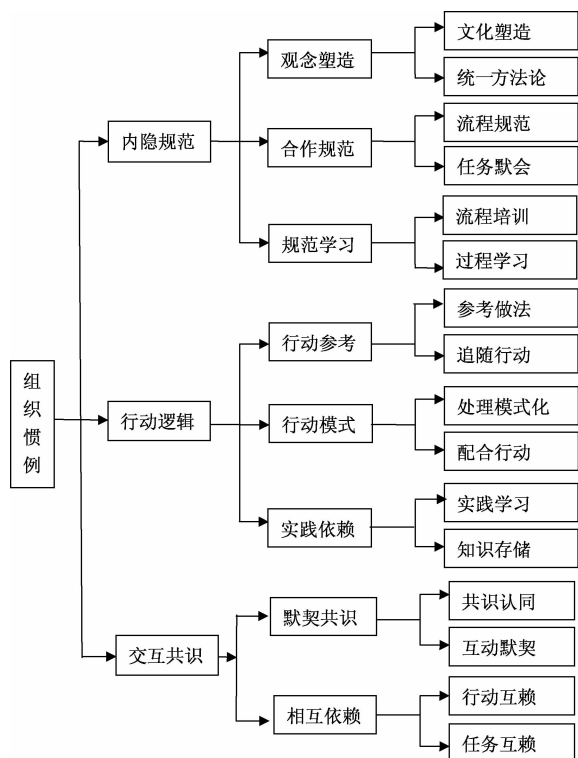 组织惯例
内隐规范
观念塑造
文化塑造
统一方法论
合作规范
流程规范
任务默会
规范学习
流程培训
过程学习
行动逻辑
行动参考
参考做法
追随行动
行动模式
处理模式化
配合行动
实践依赖
实践学习
知识存储
交互共识
默契共识
共识认同
互动默契
相互依赖
行动互赖
任务互赖